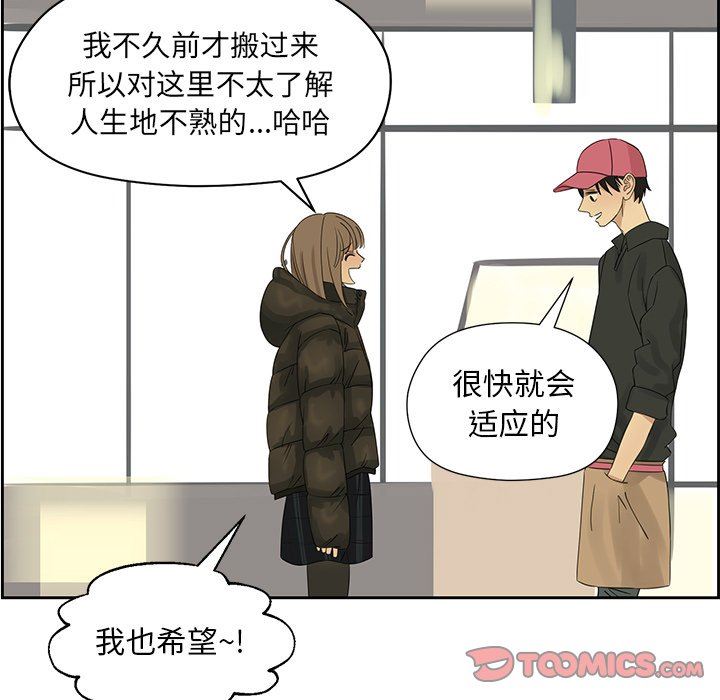 我不久前才搬过来
所以对这里不太了解
人生地不熟的...哈哈
很快就会
适应的
我也希望~!
TOOMICS.com